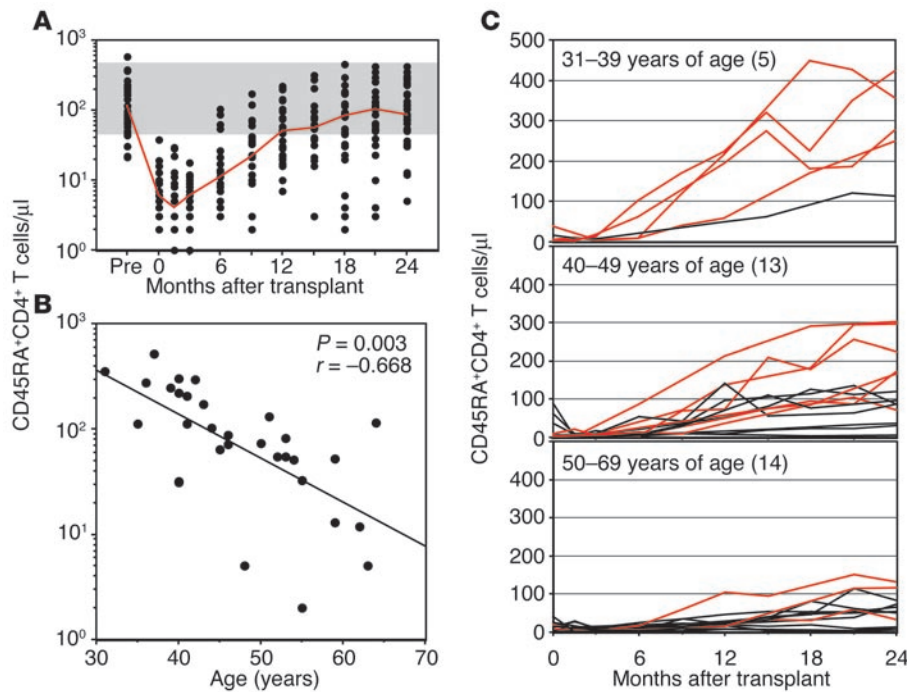 A
CD45RA⁺CD4⁺ T cells/µl
10³
10²
10¹
10⁰
Pre 0 6 12 18 24
Months after transplant
B
P = 0.003
r = –0.668
10³
10²
10¹
10⁰
30 40 50 60 70
Age (years)
C
CD45RA⁺CD4⁺ T cells/µl
31–39 years of age (5)
500
400
300
200
100
0
40–49 years of age (13)
400
300
200
100
0
50–69 years of age (14)
400
300
200
100
0
0 6 12 18 24
Months after transplant